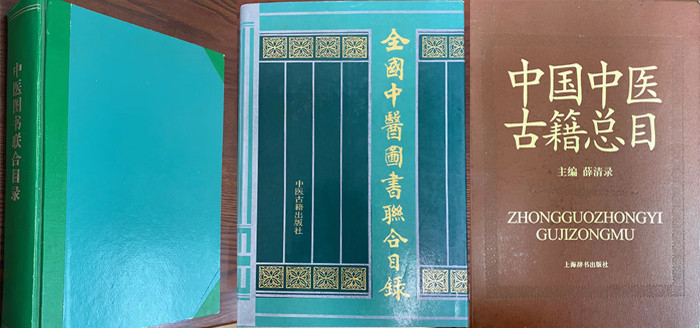 中医图书联合目录
全國中醫圖書聯合目録
中医古籍出版社
中国中医
古籍总目
主编 薛清录
ZHONGGUOZHONGYI
GUJIZONGMU
上海辞书出版社